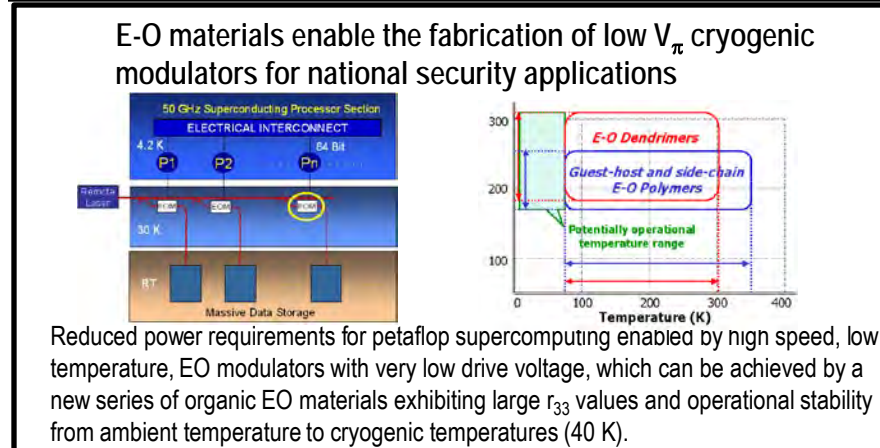 E-O materials enable the fabrication of low Vπ cryogenic
modulators for national security applications
50 GHz Superconducting Processor Section
ELECTRICAL INTERCONNECT
4.2 K
64 Bit
P1
P2
Pn
Remote
Laser
EOM
EOM
EOM
30 K
RT
Massive Data Storage
300
200
100
E-O Dendrimers
Guest-host and side-chain
E-O Polymers
Potentially operational
temperature range
0 100 200 300 400
Temperature (K)
Reduced power requirements for petaflop supercomputing enabled by high speed, low
temperature, EO modulators with very low drive voltage, which can be achieved by a
new series of organic EO materials exhibiting large r33 values and operational stability
from ambient temperature to cryogenic temperatures (40 K).